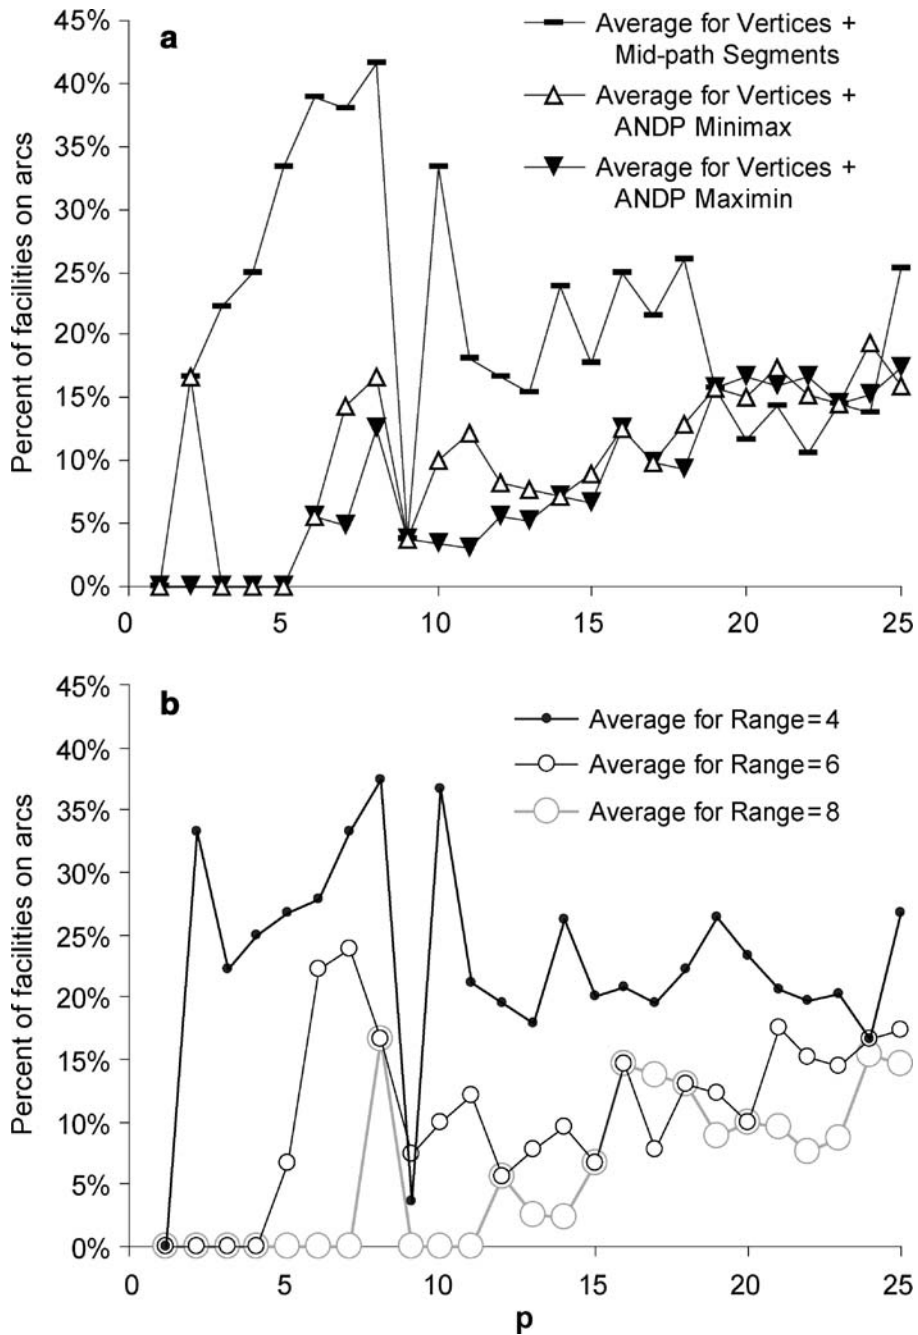 a
Average for Vertices +
Mid-path Segments
Average for Vertices +
ANDP Minimax
Average for Vertices +
ANDP Maximin
Percent of facilities on arcs
45%
40%
35%
30%
25%
20%
15%
10%
5%
0%
0 5 10 15 20 25
b
Average for Range=4
Average for Range=6
Average for Range=8
Percent of facilities on arcs
45%
40%
35%
30%
25%
20%
15%
10%
5%
0%
0 5 10 15 20 25
p